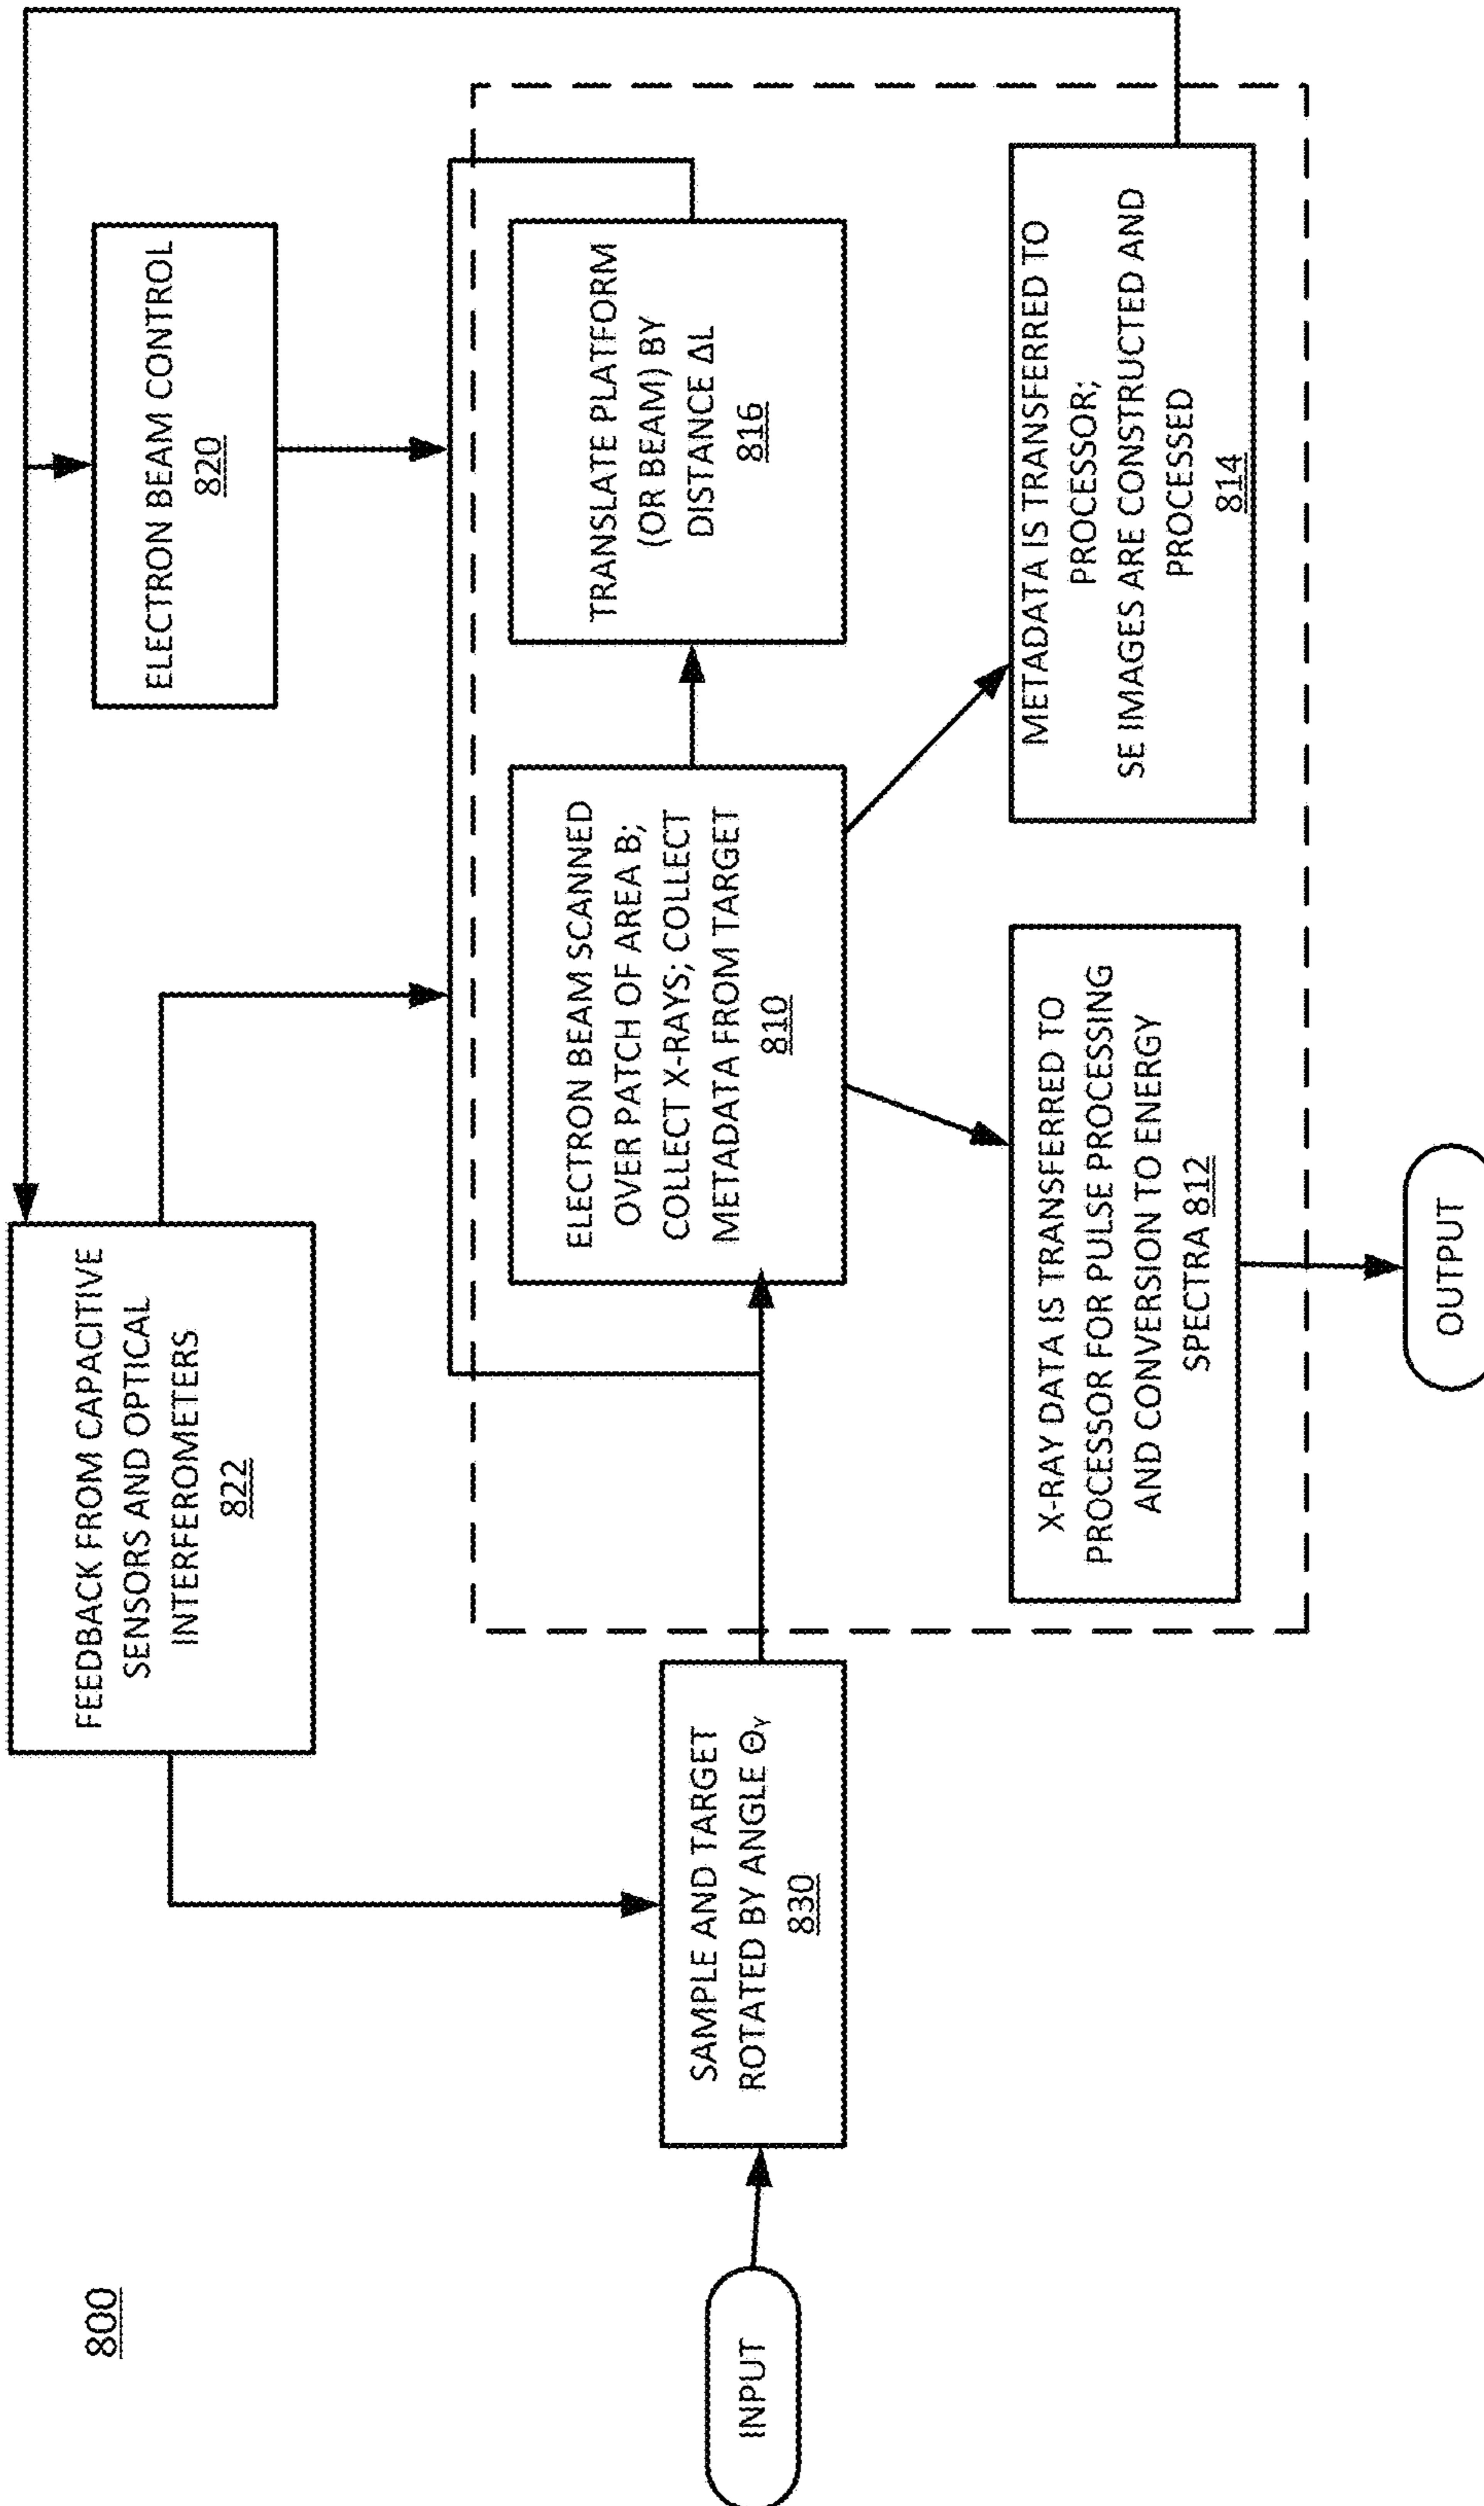 800
INPUT
SAMPLE AND TARGET
ROTATED BY ANGLE ΘY
830
FEEDBACK FROM CAPACITIVE
SENSORS AND OPTICAL
INTERFEROMETERS
822
ELECTRON BEAM CONTROL
820
ELECTRON BEAM SCANNED
OVER PATCH OF AREA B;
COLLECT X-RAYS; COLLECT
METADATA FROM TARGET
810
TRANSLATE PLATFORM
(OR BEAM) BY
DISTANCE ΔL
816
X-RAY DATA IS TRANSFERRED TO
PROCESSOR FOR PULSE PROCESSING
AND CONVERSION TO ENERGY
SPECTRA 812
METADATA IS TRANSFERRED TO
PROCESSOR;
SE IMAGES ARE CONSTRUCTED AND
PROCESSED
814
OUTPUT